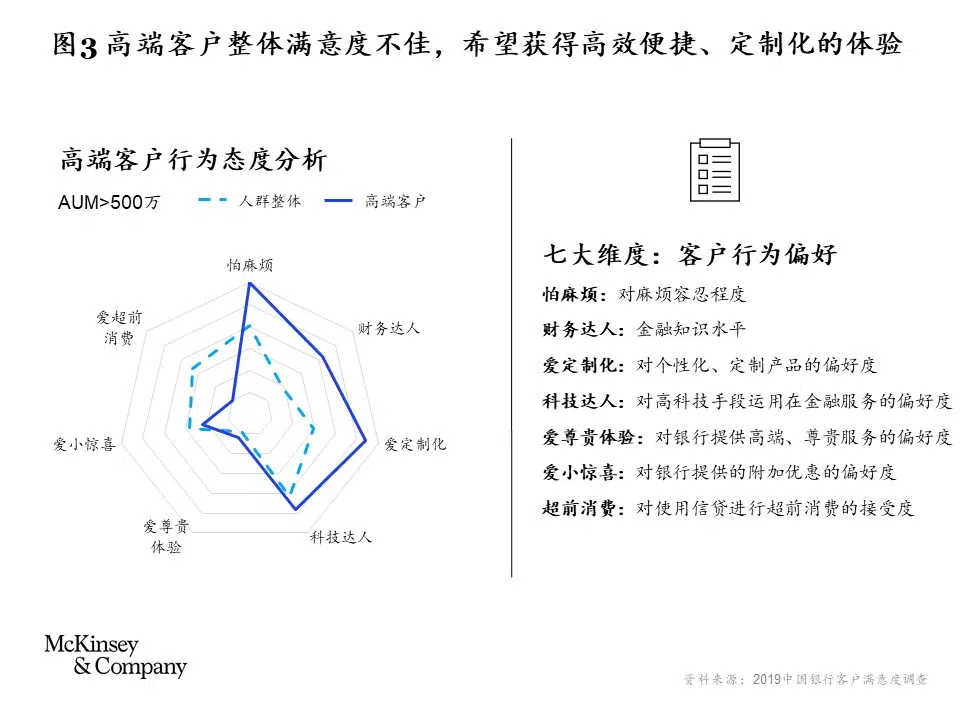 图3 高端客户整体满意度不佳，希望获得高效便捷、定制化的体验
高端客户行为态度分析
AUM>500万
人群整体
高端客户
怕麻烦
财务达人
爱定制化
科技达人
爱尊贵
体验
爱小惊喜
爱超前
消费
七大维度：客户行为偏好
怕麻烦：对麻烦容忍程度
财务达人：金融知识水平
爱定制化：对个性化、定制产品的偏好度
科技达人：对高科技手段运用在金融服务的偏好度
爱尊贵体验：对银行提供高端、尊贵服务的偏好度
爱小惊喜：对银行提供的附加优惠的偏好度
超前消费：对使用信贷进行超前消费的接受度
McKinsey
& Company
资料来源：2019中国银行客户满意度调查